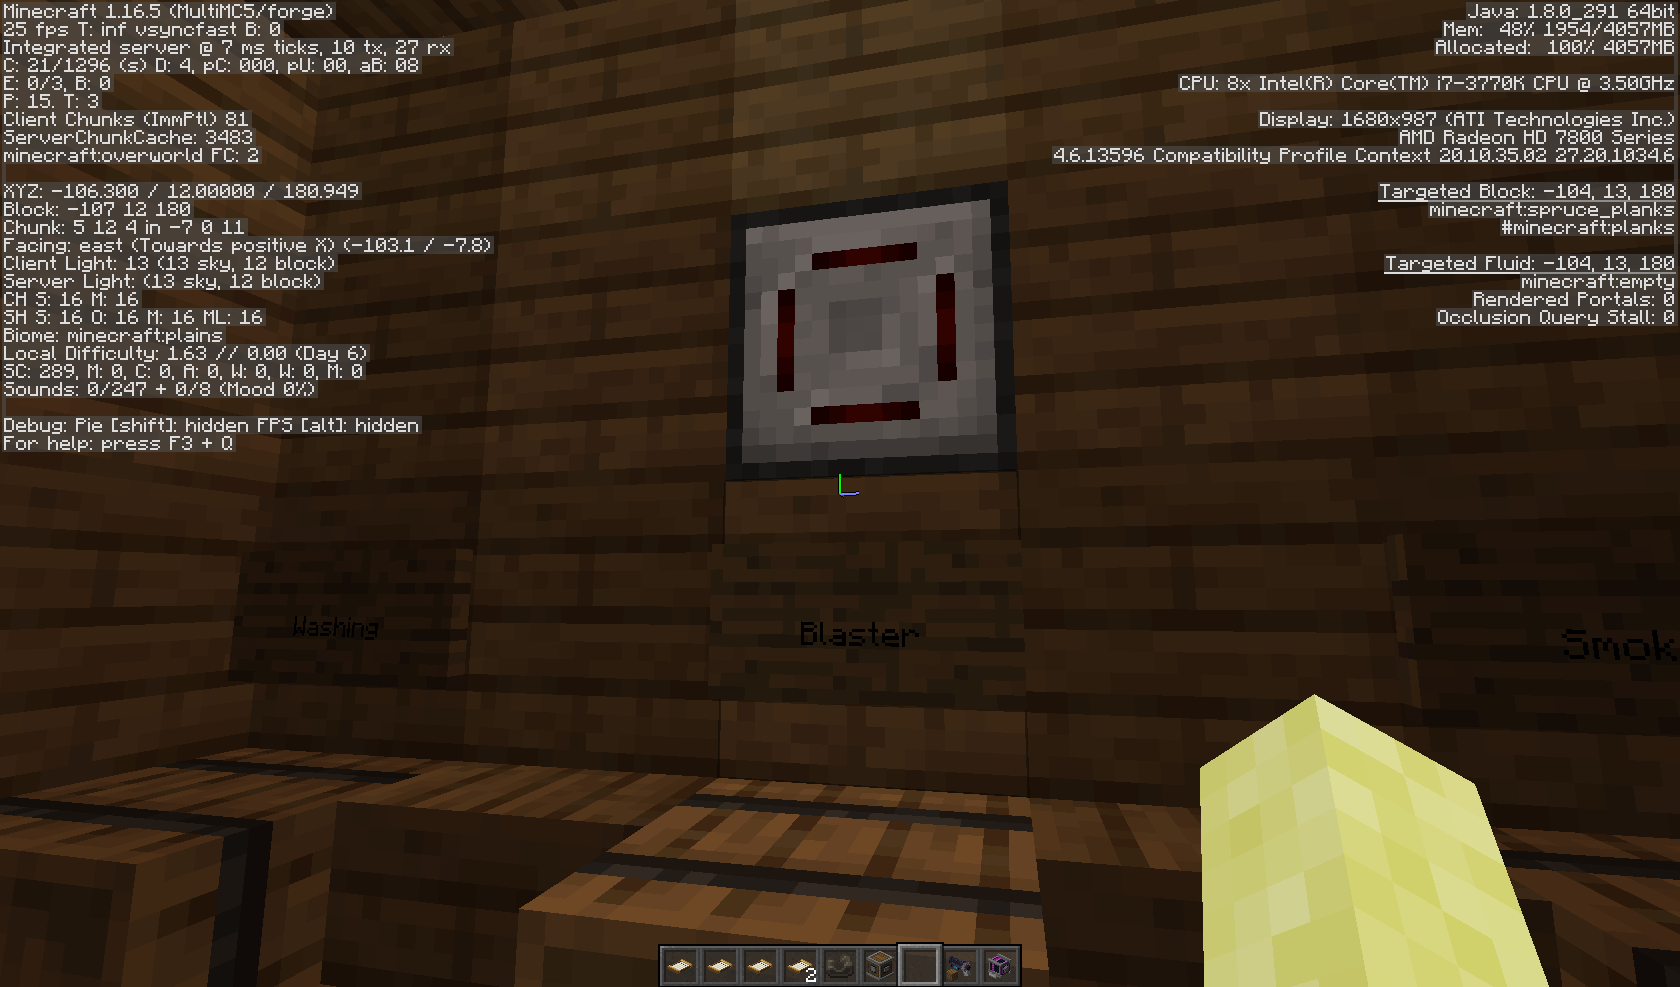 Minecraft 1.16.5 (MultiMC5/forge)
25 fps T: inf vsyncfast B: 0
Integrated server @ 7 ms ticks, 10 tx, 27 rx
C: 21/1296 (s) D: 4, pC: 000, pU: 00, aB: 08
E: 0/3, B: 0
P: 15. T: 3
Client Chunks (ImmPtl) 81
ServerChunkCache: 3483
minecraft:overworld FC: 2
XYZ: -106.300 / 12.00000 / 180.949
Block: -107 12 180
Chunk: 5 12 4 in -7 0 11
Facing: east (Towards positive X) (-103.1 / -7.8)
Client Light: 13 (13 sky, 12 block)
Server Light: (13 sky, 12 block)
CH S: 16 M: 16
SH S: 16 O: 16 M: 16 ML: 16
Biome: minecraft:plains
Local Difficulty: 1.63 // 0.00 (Day 6)
SC: 289, M: 0, C: 0, A: 0, W: 0, W: 0, M: 0
Sounds: 0/247 + 0/8 (Mood 0%)
Debug: Pie [shift]: hidden FPS [alt]: hidden
For help: press F3 + Q
Java: 1.8.0_291 64bit
Mem: 48% 1954/4057MB
Allocated: 100% 4057MB
CPU: 8x Intel(R) Core(TM) i7-3770K CPU @ 3.50GHz
Display: 1680x987 (ATI Technologies Inc.)
AMD Radeon HD 7800 Series
4.6.13596 Compatibility Profile Context 20.10.35.02 27.20.1034.6
Targeted Block: -104, 13, 180
minecraft:spruce_planks
#minecraft:planks
Targeted Fluid: -104, 13, 180
minecraft:empty
Rendered Portals: 0
Occlusion Query Stall: 0
Washing
Blaster
Smok
2